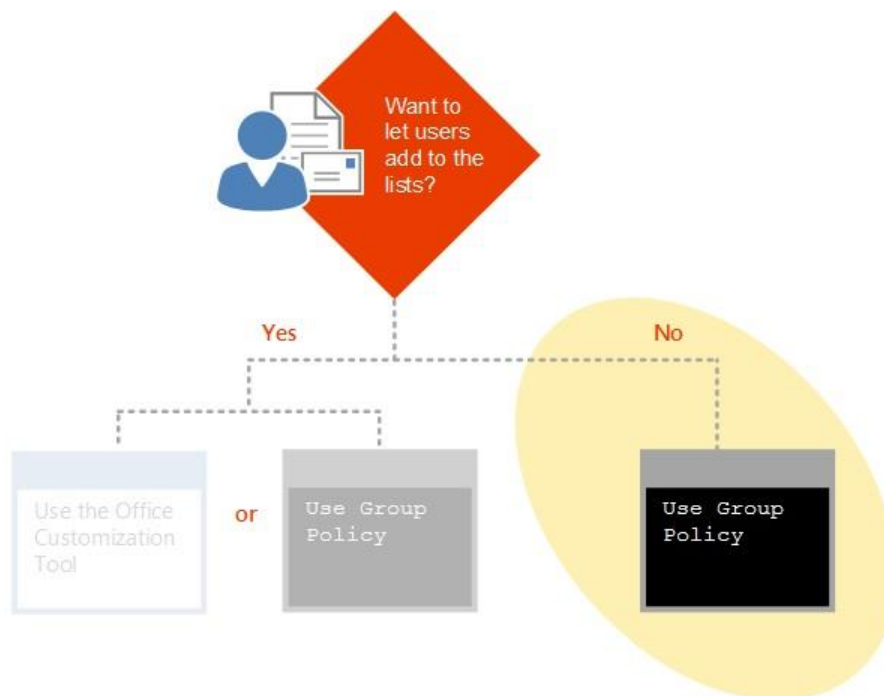 Want to
let users
add to the
lists?
Yes
No
Use the Office
Customization
Tool
or
Use Group
Policy
Use Group
Policy